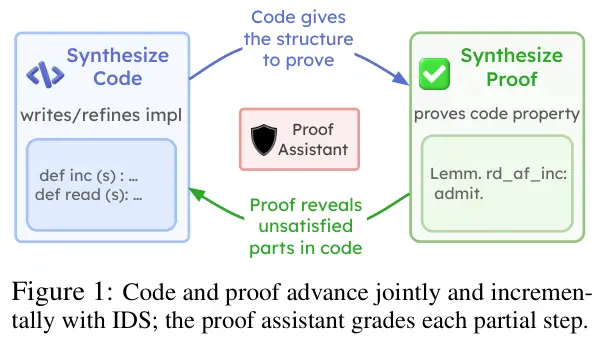 Code gives
the structure
to prove
Synthesize
Code
writes/refines impl
def inc (s) : ...
def read (s): ...
Proof
Assistant
Synthesize
Proof
proves code property
Lemm. rd_af_inc:
admit.
Proof reveals
unsatisfied
parts in code
Figure 1: Code and proof advance jointly and incremen-
tally with IDS; the proof assistant grades each partial step.